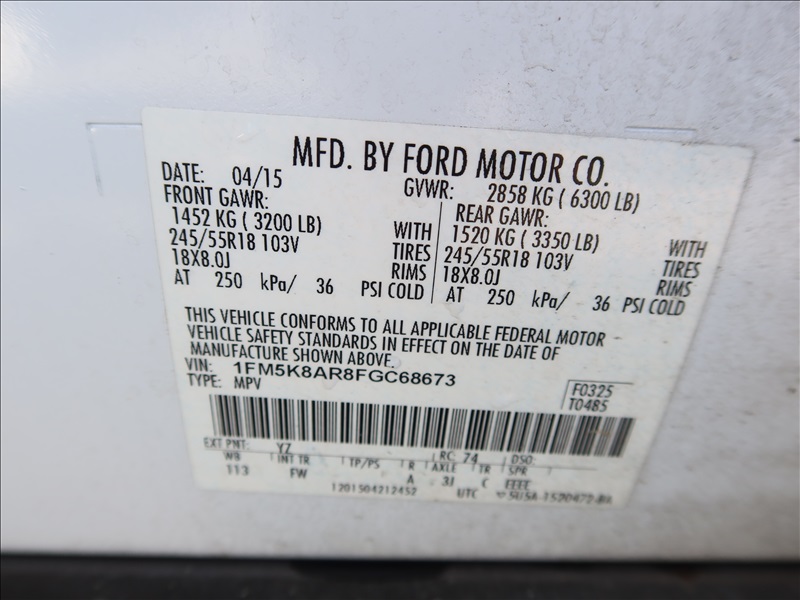 MFD. BY FORD MOTOR CO.
DATE: 04/15 GVWR: 2858 KG ( 6300 LB)
FRONT GAWR: REAR GAWR:
1452 KG ( 3200 LB) WITH 1520 KG ( 3350 LB) WITH
245/55R18 103V TIRES 245/55R18 103V TIRES
18X8.0J RIMS 18X8.0J RIMS
AT 250 kPa/ 36 PSI COLD AT 250 kPa/ 36 PSI COLD
THIS VEHICLE CONFORMS TO ALL APPLICABLE FEDERAL MOTOR
VEHICLE SAFETY STANDARDS IN EFFECT ON THE DATE OF
MANUFACTURE SHOWN ABOVE.
VIN: 1FM5K8AR8FGC68673
TYPE: MPV F0325
T0485
EXT PNT: YZ RC: 74 DSO:
WB INT TR TP/PS R AXLE TR SPR
113 FW A 3J C EEEE
1201504212452 UTC